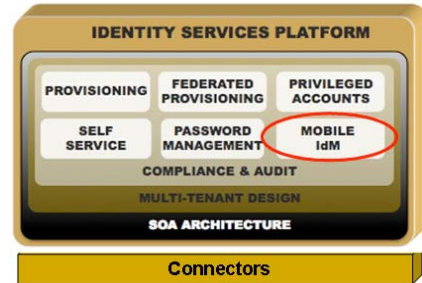 IDENTITY SERVICES PLATFORM
PROVISIONING
FEDERATED
PROVISIONING
PRIVILEGED
ACCOUNTS
SELF
SERVICE
PASSWORD
MANAGEMENT
MOBILE
IdM
COMPLIANCE & AUDIT
MULTI-TENANT DESIGN
SOA ARCHITECTURE
Connectors